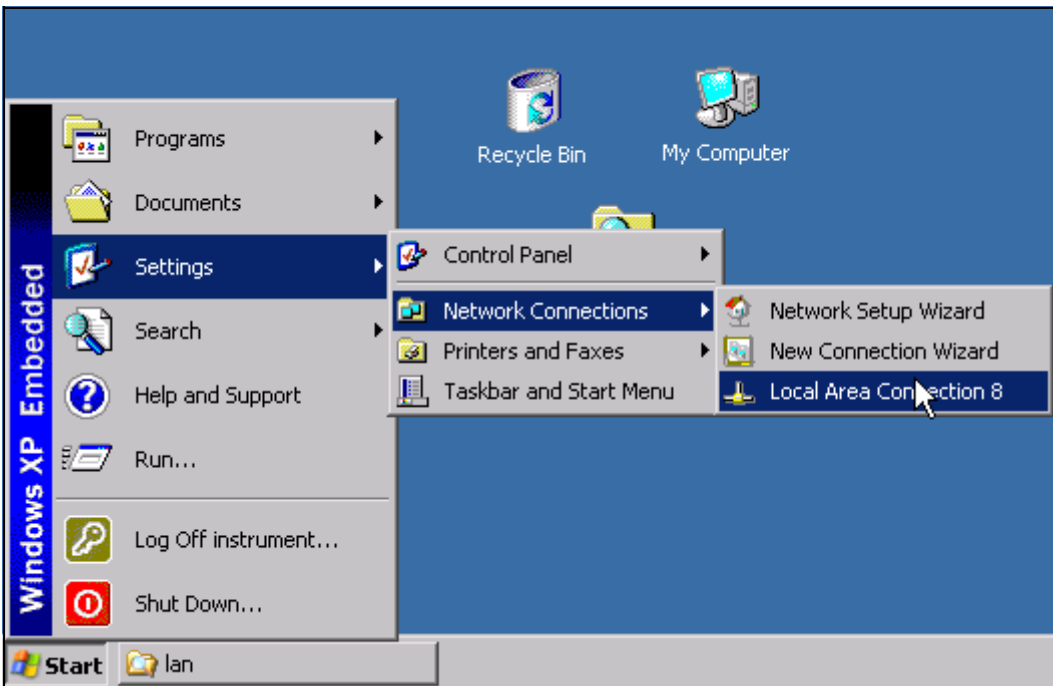 Recycle Bin
My Computer
Windows XP Embedded
Programs
Documents
Settings
Search
Help and Support
Run...
Log Off instrument...
Shut Down...
Control Panel
Network Connections
Printers and Faxes
Taskbar and Start Menu
Network Setup Wizard
New Connection Wizard
Local Area Connection 8
Start
lan